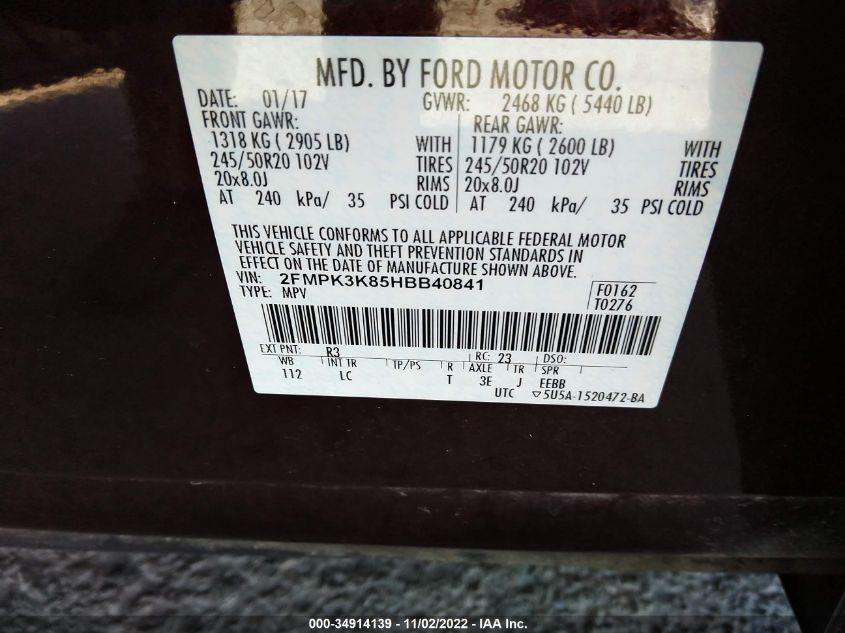 MFD. BY FORD MOTOR CO.
DATE: 01/17 GVWR: 2468 KG ( 5440 LB)
FRONT GAWR: REAR GAWR:
1318 KG ( 2905 LB) WITH 1179 KG ( 2600 LB) WITH
245/50R20 102V TIRES 245/50R20 102V TIRES
20x8.0J RIMS 20x8.0J RIMS
AT 240 kPa/ 35 PSI COLD AT 240 kPa/ 35 PSI COLD
THIS VEHICLE CONFORMS TO ALL APPLICABLE FEDERAL MOTOR
VEHICLE SAFETY AND THEFT PREVENTION STANDARDS IN
EFFECT ON THE DATE OF MANUFACTURE SHOWN ABOVE.
VIN: 2FMPK3K85HBB40841
TYPE: MPV
F0162
T0276
EXT PNT: R3 RC: 23 DSO:
WB INT TR TP/PS R AXLE TR SPR
112 LC T 3E J EEBB
UTC ▽5U5A-1520472-BA
000-34914139 - 11/02/2022 - IAA Inc.